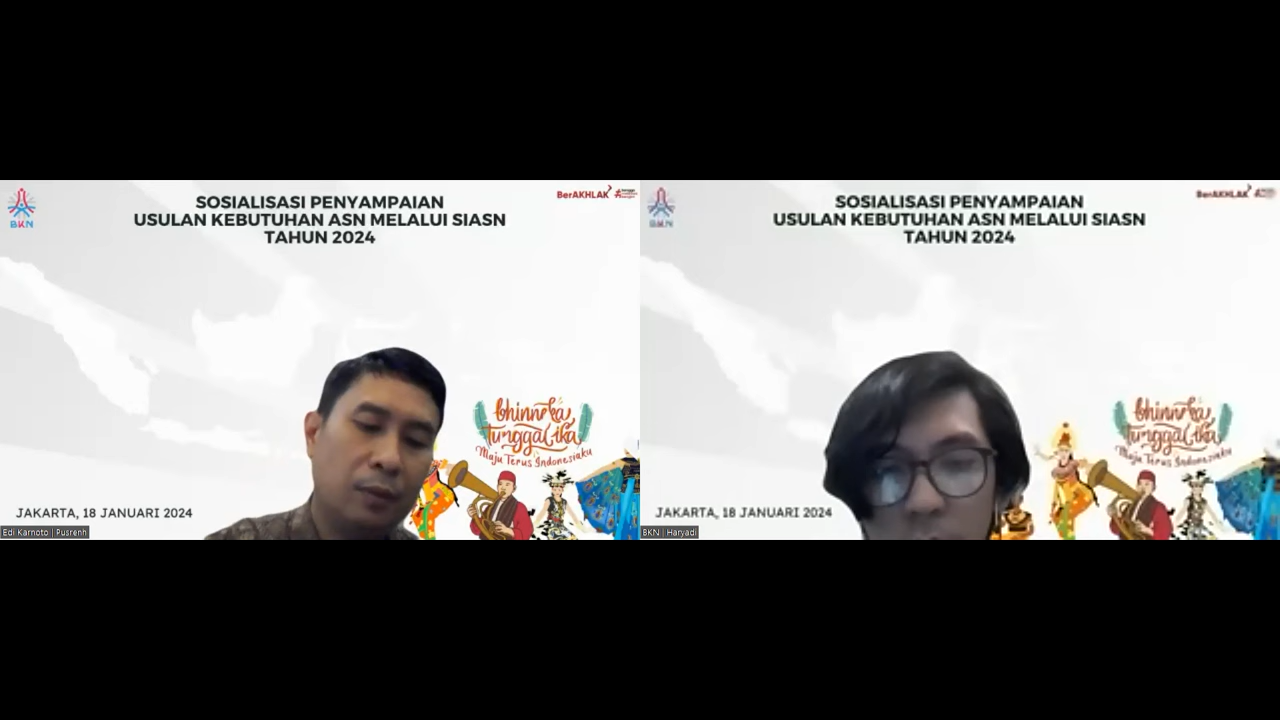 BKN
BerAKHLAK
SOSIALISASI PENYAMPAIAN
USULAN KEBUTUHAN ASN MELALUI SIASN
TAHUN 2024
bhinneka
tunggal ika
Maju Terus Indonesiaku
JAKARTA, 18 JANUARI 2024
Edi Karnoto | Pusrenh
BKN
BerAKHLAK
SOSIALISASI PENYAMPAIAN
USULAN KEBUTUHAN ASN MELALUI SIASN
TAHUN 2024
bhinneka
tunggal ika
Maju Terus Indonesiaku
JAKARTA, 18 JANUARI 2024
BKN | Haryadi